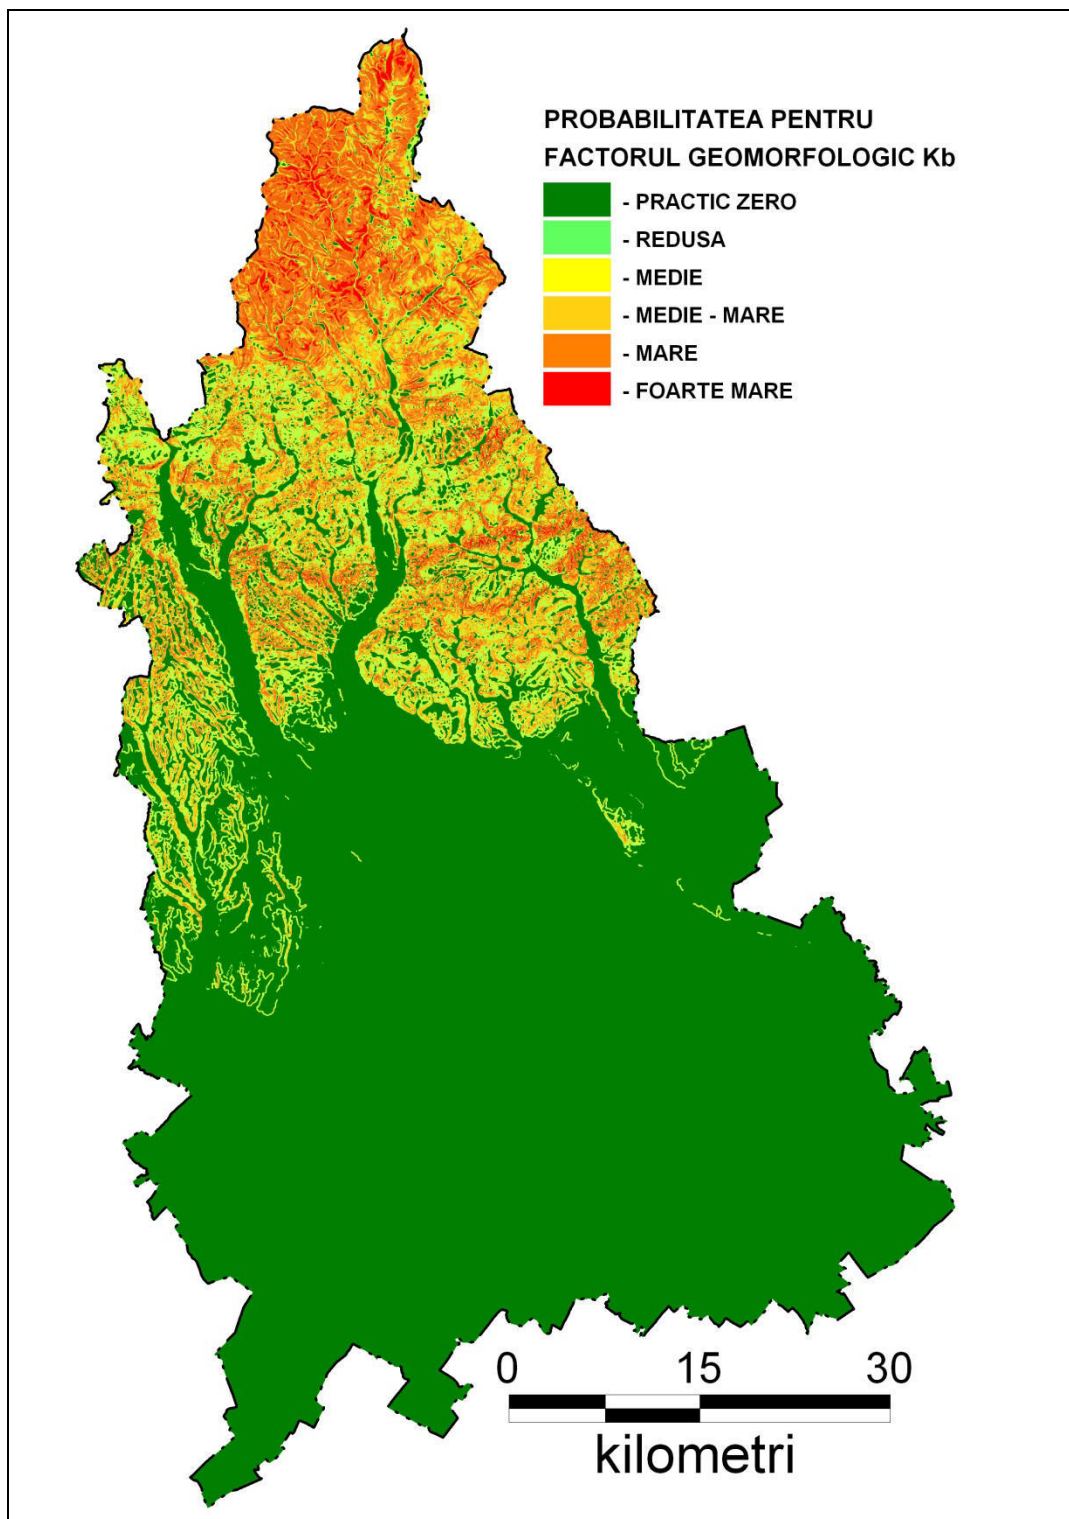 PROBABILITATEA PENTRU
FACTORUL GEOMORFOLOGIC Kb
- PRACTIC ZERO
- REDUSA
- MEDIE
- MEDIE - MARE
- MARE
- FOARTE MARE
0 15 30
kilometri